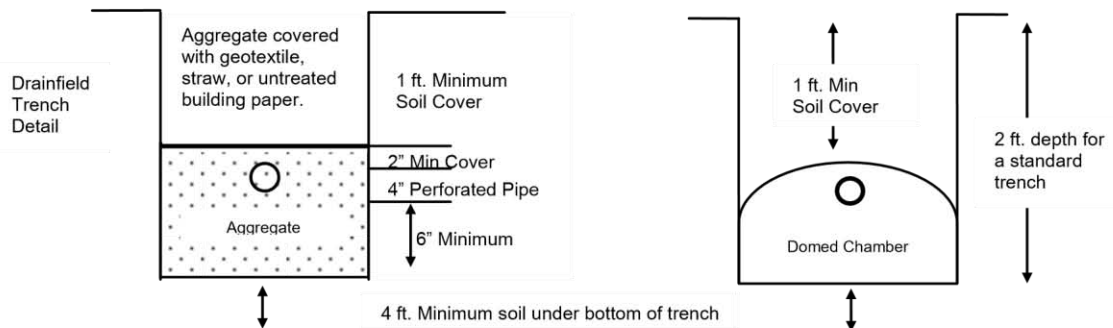 Drainfield
Trench
Detail
Aggregate covered
with geotextile,
straw, or untreated
building paper.
1 ft. Minimum
Soil Cover
2” Min Cover
4” Perforated Pipe
6” Minimum
Aggregate
1 ft. Min
Soil Cover
2 ft. depth for
a standard
trench
Domed Chamber
4 ft. Minimum soil under bottom of trench